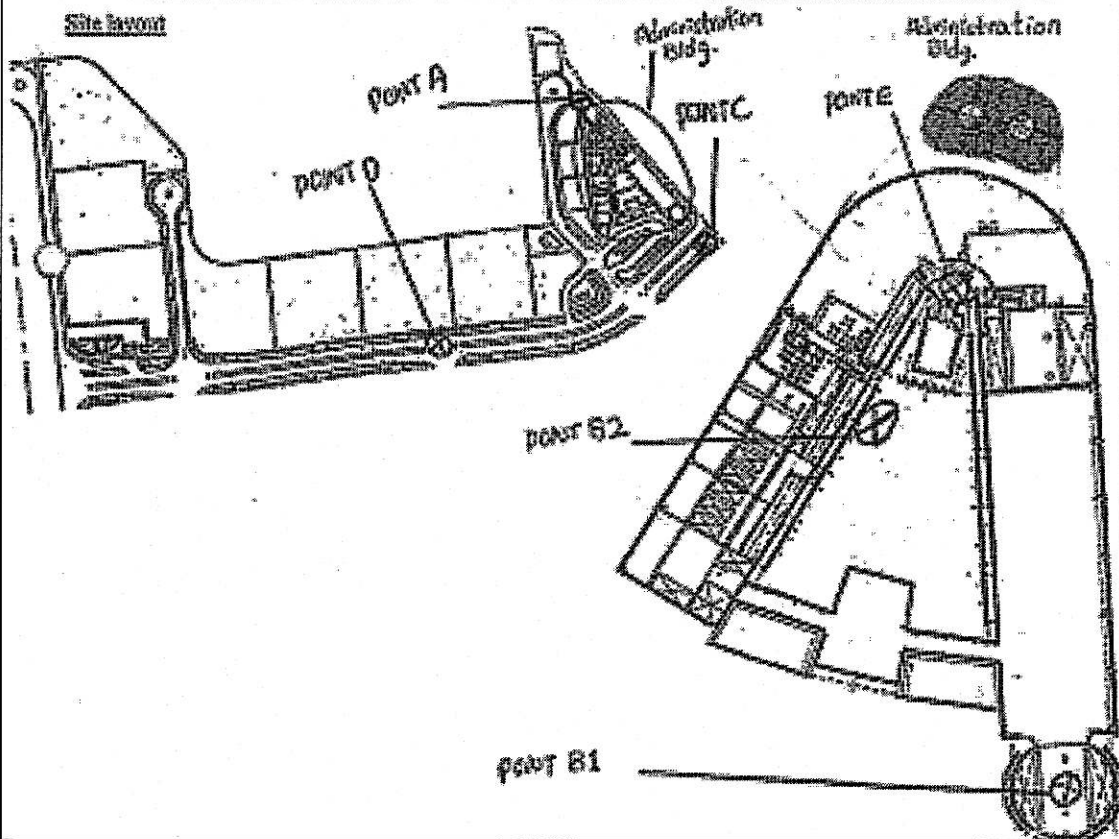 Site layout
Administration
Bldg.
Administration
Bldg.
POINT A
POINT C
POINT E
POINT D
POINT B2
POINT B1